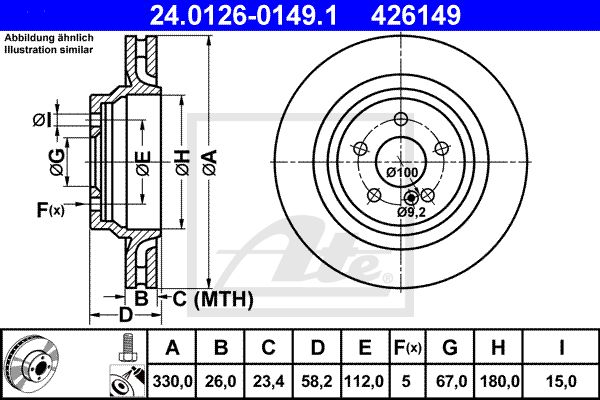 24.0126-0149.1 426149
Abbildung ähnlich
Illustration similar
ØI
ØG
ØE
ØH
ØA
F(x)
B
C (MTH)
D
Ø100
Ø9,2
Ate
®
A B C D E F(x) G H I
330,0 26,0 23,4 58,2 112,0 5 67,0 180,0 15,0